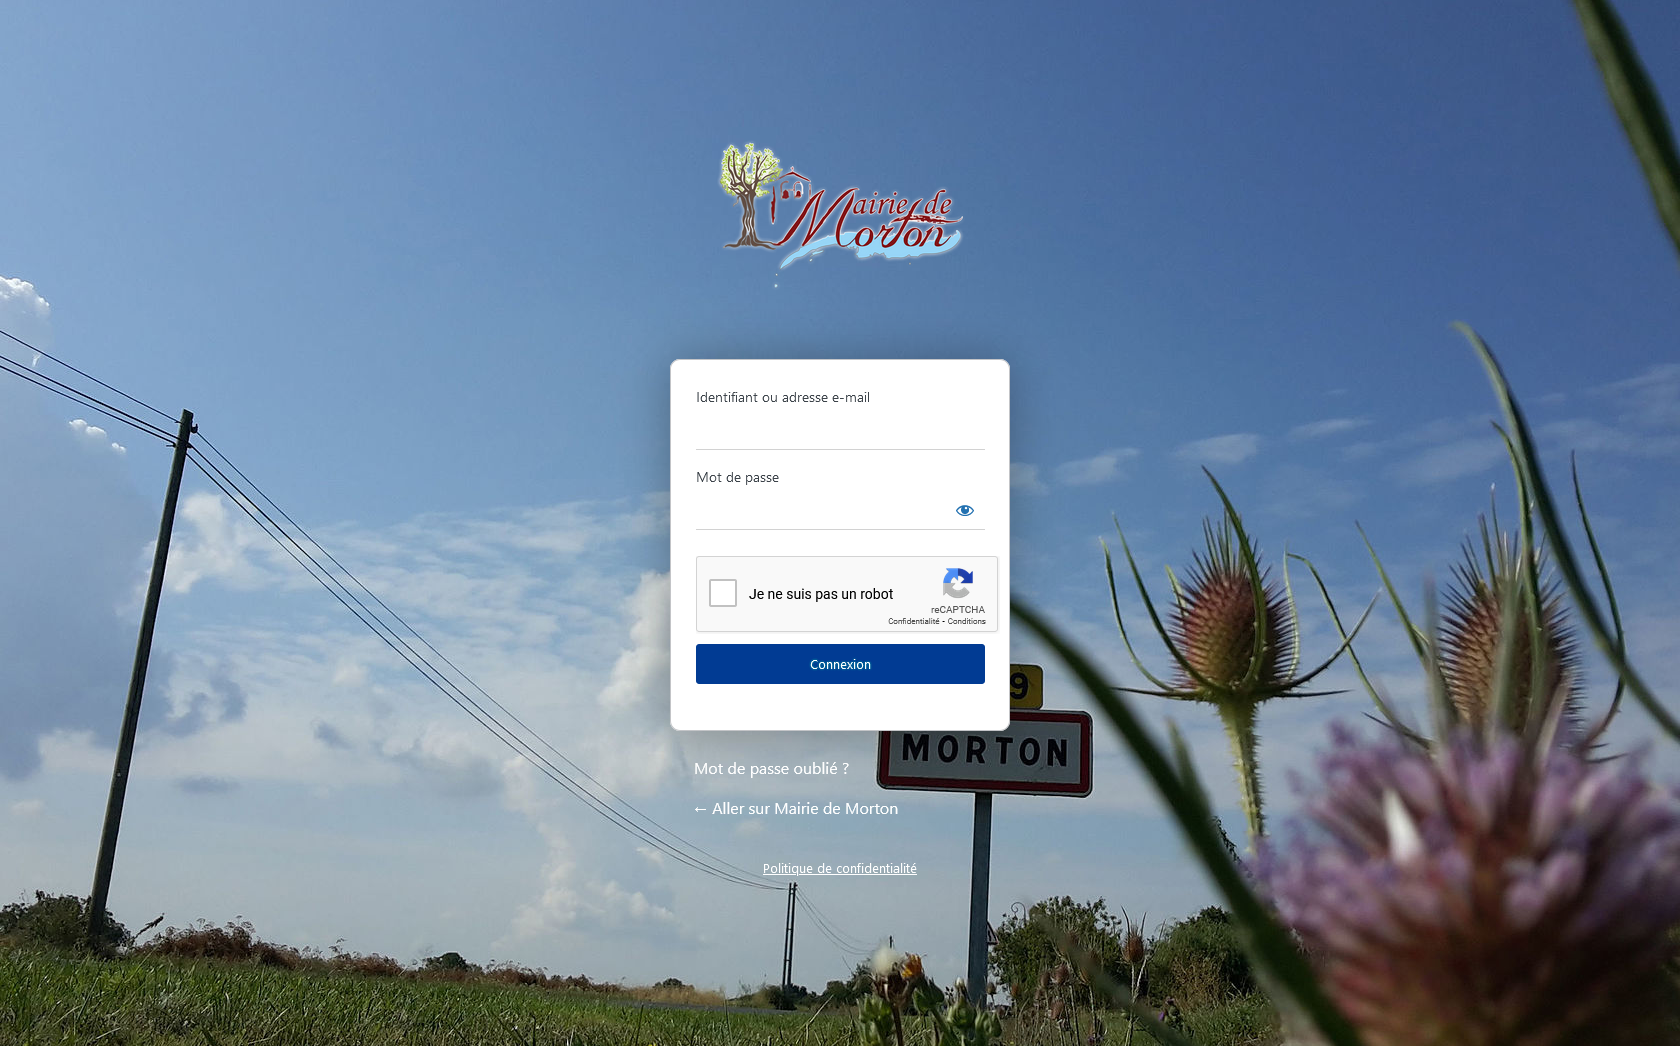 Mairie de
Morton
Identifiant ou adresse e-mail
Mot de passe
Je ne suis pas un robot
reCAPTCHA
Confidentialité - Conditions
Connexion
9
MORTON
Mot de passe oublié ?
← Aller sur Mairie de Morton
Politique de confidentialité